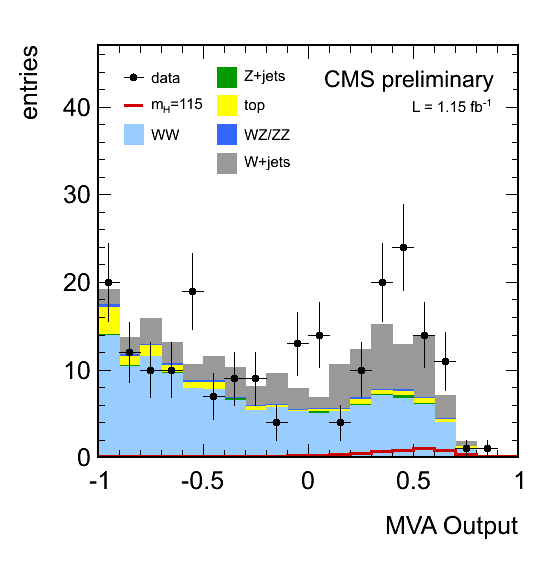 entries
CMS preliminary
L = 1.15 fb⁻¹
data
m_H=115
WW
Z+jets
top
WZ/ZZ
W+jets
40
30
20
10
0
-1 -0.5 0 0.5 1
MVA Output